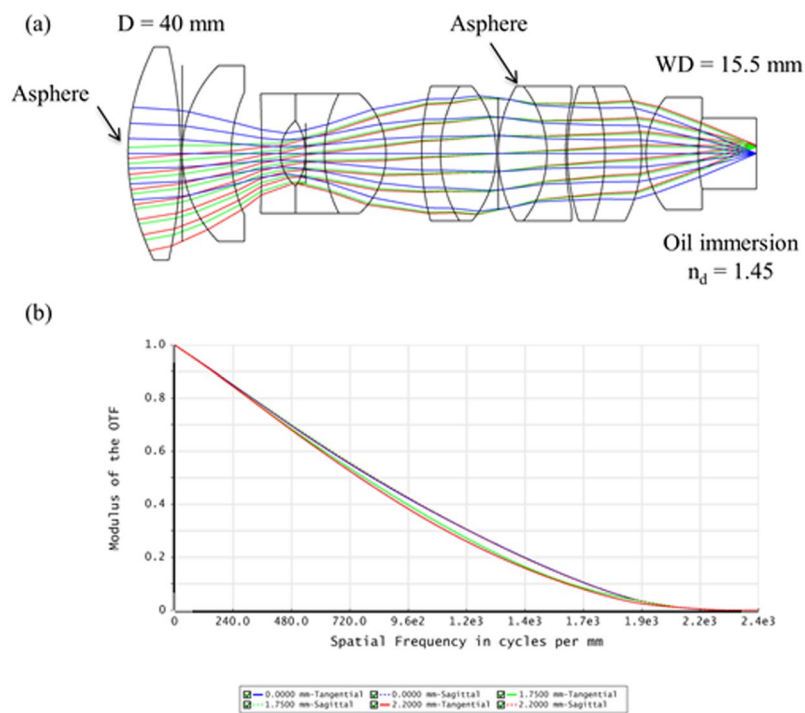 (a)
D = 40 mm
Asphere
Asphere
WD = 15.5 mm
Oil immersion
nd = 1.45
(b)
Modulus of the OTF
1.0
0.8
0.6
0.4
0.2
0
0 240.0 480.0 720.0 9.6e2 1.2e3 1.4e3 1.7e3 1.9e3 2.2e3 2.4e3
Spatial Frequency in cycles per mm
0.0000 mm-Tangential 0.0000 mm-Sagittal 1.7500 mm-Tangential
1.7500 mm-Sagittal 2.2000 mm-Tangential 2.2000 mm-Sagittal